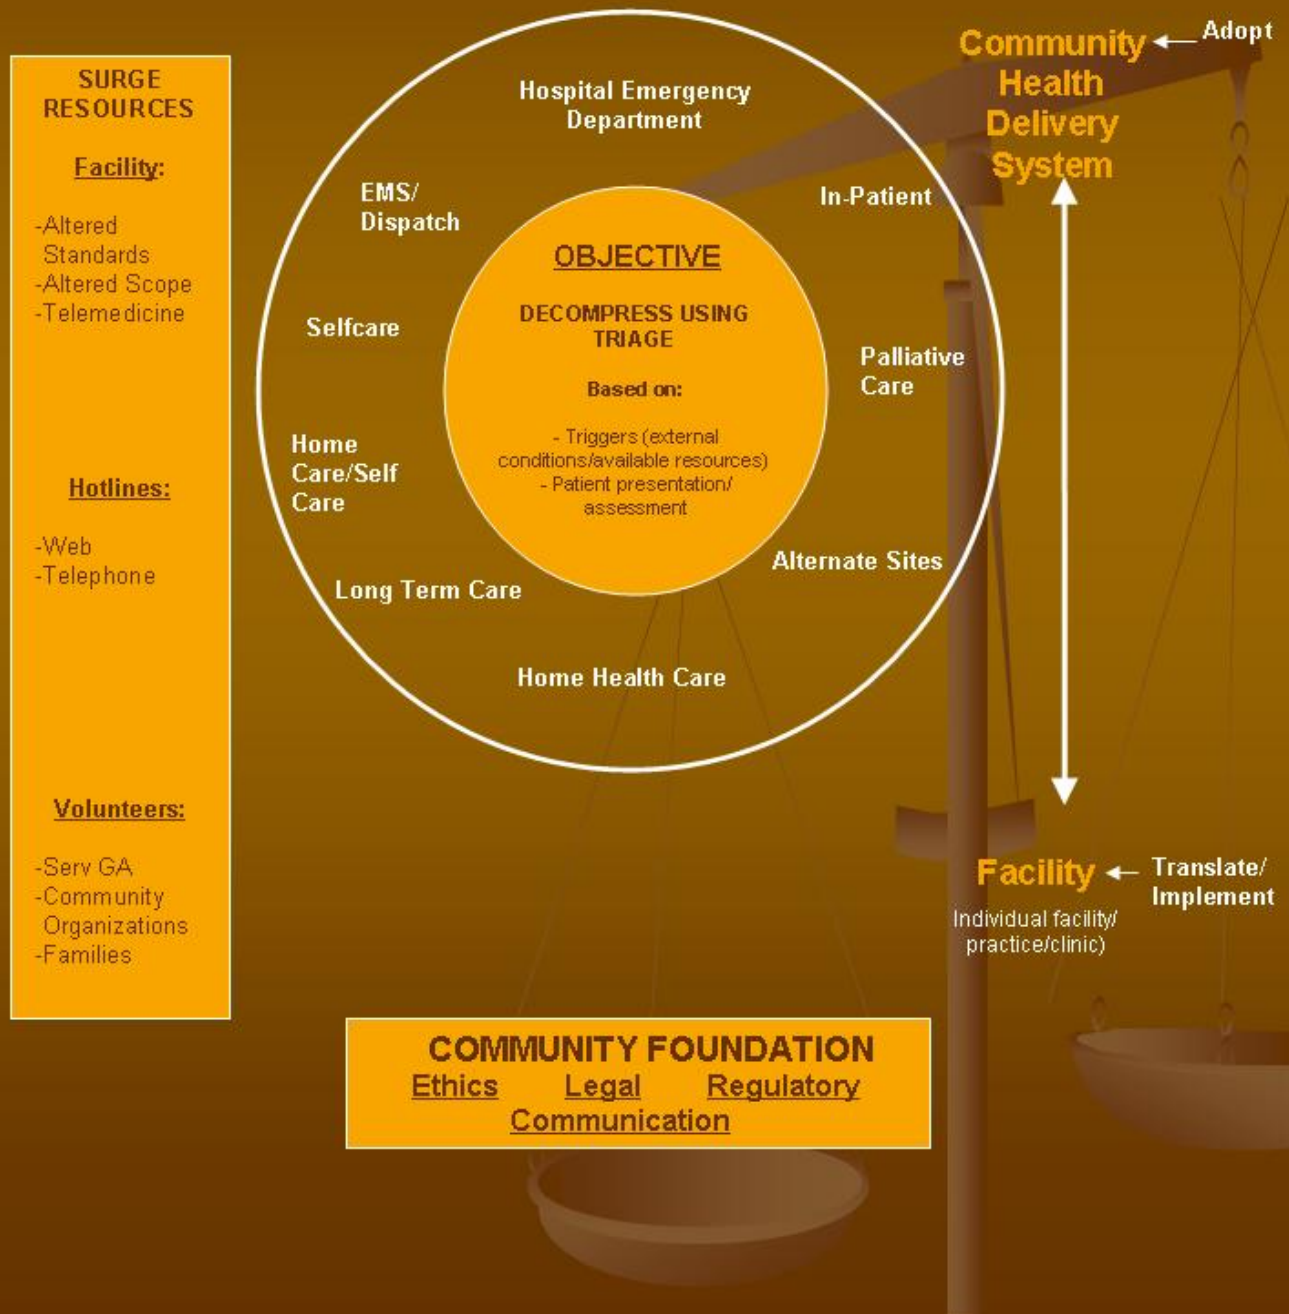 SURGE
RESOURCES
Facility:
-Altered
Standards
-Altered Scope
-Telemedicine
Hotlines:
-Web
-Telephone
Volunteers:
-Serv GA
-Community
Organizations
-Families
Hospital Emergency
Department
EMS/
Dispatch
In-Patient
Selfcare
Palliative
Care
Home
Care/Self
Care
Alternate Sites
Long Term Care
Home Health Care
OBJECTIVE
DECOMPRESS USING
TRIAGE
Based on:
- Triggers (external
conditions/available resources)
- Patient presentation/
assessment
Community
Health
Delivery
System
Adopt
Facility
Individual facility/
practice/clinic)
Translate/
Implement
COMMUNITY FOUNDATION
Ethics Legal Regulatory
Communication